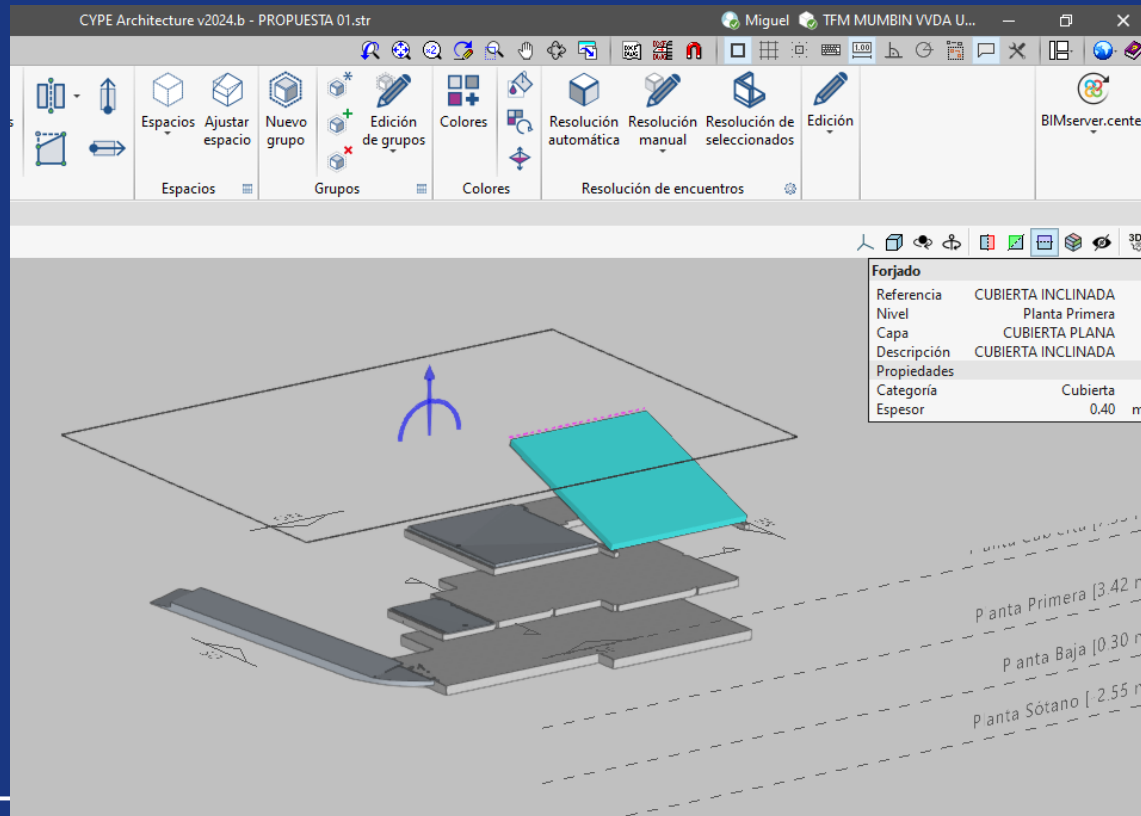 CYPE Architecture v2024.b - PROPUESTA 01.str
Miguel
TFM MUMBIN VVDA U...
Espacios
Ajustar espacio
Nuevo grupo
Edición de grupos
Colores
Resolución automática
Resolución manual
Resolución de seleccionados
Edición
BIMserver.cente
Espacios
Grupos
Colores
Resolución de encuentros
Forjado
Referencia CUBIERTA INCLINADA
Nivel Planta Primera
Capa CUBIERTA PLANA
Descripción CUBIERTA INCLINADA
Propiedades
Categoría Cubierta
Espesor 0.40 m
Planta Primera [3.42 m
Planta Baja [0.30 m
Planta Sótano [-2.55 m